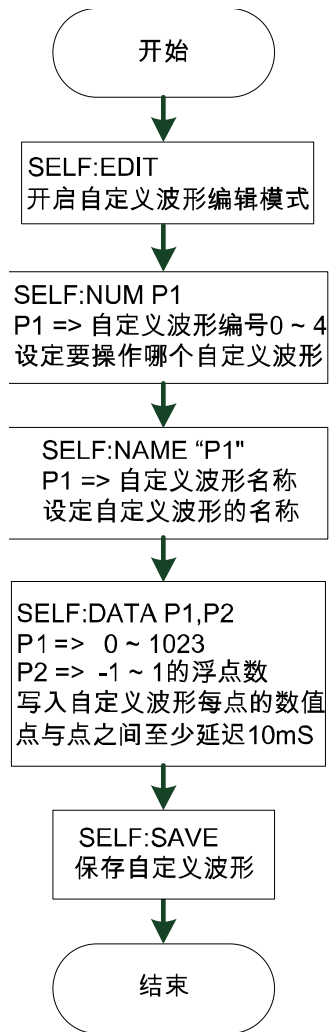 开始
SELF:EDIT
开启自定义波形编辑模式
SELF:NUM P1
P1 => 自定义波形编号0 ~ 4
设定要操作哪个自定义波形
SELF:NAME “P1"
P1 => 自定义波形名称
设定自定义波形的名称
SELF:DATA P1,P2
P1 => 0 ~ 1023
P2 => -1 ~ 1的浮点数
写入自定义波形每点的数值
点与点之间至少延迟10mS
SELF:SAVE
保存自定义波形
结束